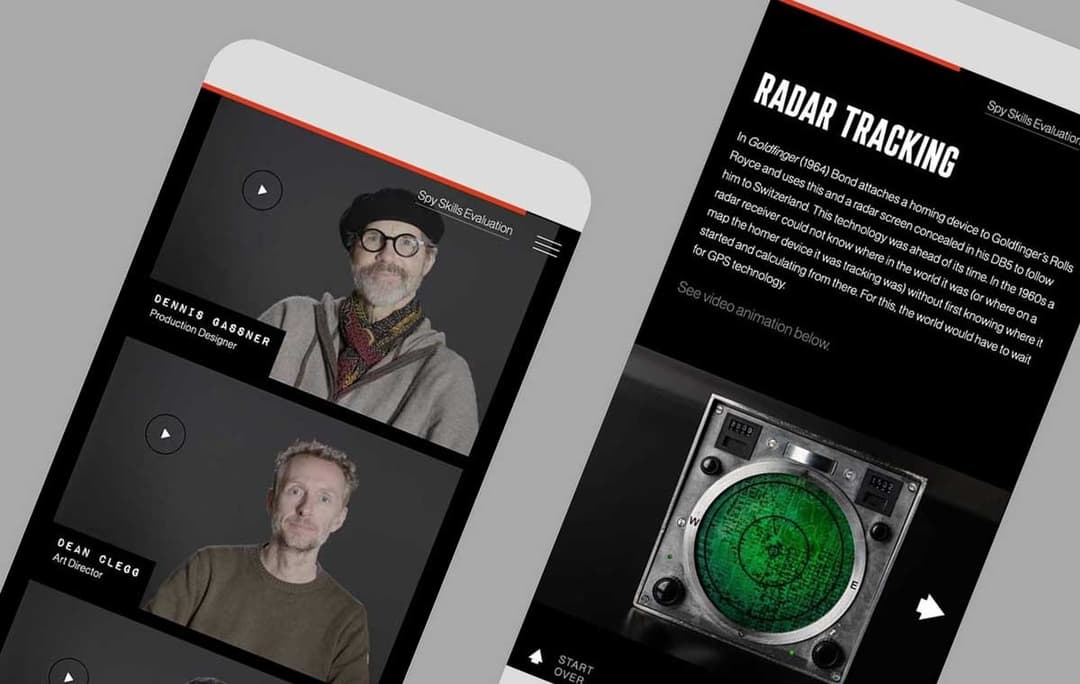 Spy Skills Evaluation
DENNIS GASSNER
Production Designer
DEAN CLEGG
Art Director
Spy Skills Evaluation
RADAR TRACKING
In Goldfinger (1964) Bond attaches a homing device to Goldfinger's Rolls
Royce and uses this and a radar screen concealed in his DB5 to follow
him to Switzerland. This technology was ahead of its time. In the 1960s a
radar receiver could not know where in the world it was (or where on a
map the homer device it was tracking was) without first knowing where it
started and calculating from there. For this, the world would have to wait
for GPS technology.
See video animation below.
W
E
START
OVER